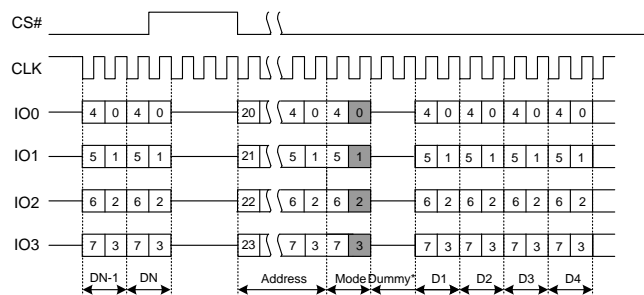 CS#
CLK
IO0 4 0 4 0 20 4 0 4 0 4 0 4 0 4 0 4 0
IO1 5 1 5 1 21 5 1 5 1 5 1 5 1 5 1 5 1
IO2 6 2 6 2 22 6 2 6 2 6 2 6 2 6 2 6 2
IO3 7 3 7 3 23 7 3 7 3 7 3 7 3 7 3 7 3
DN-1 DN Address Mode Dummy* D1 D2 D3 D4